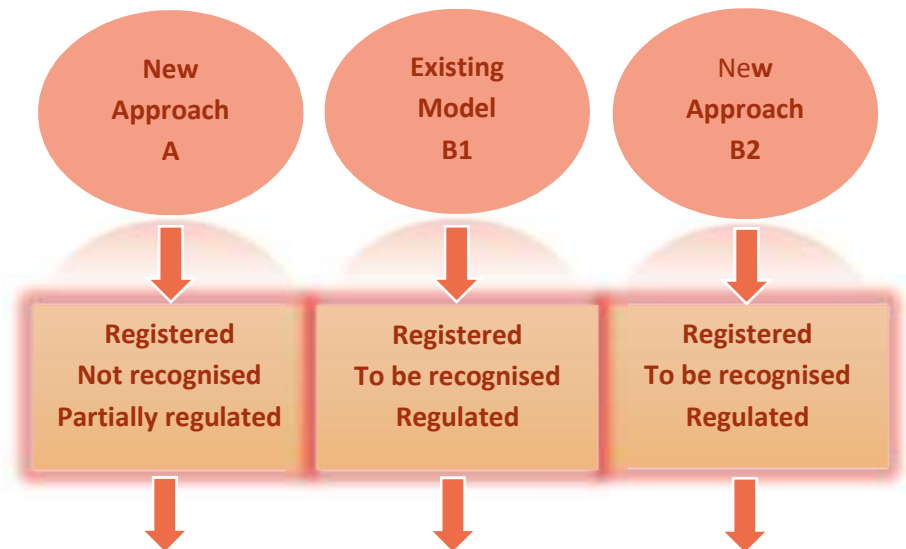 New
Approach
A
Existing
Model
B1
New
Approach
B2
Registered
Not recognised
Partially regulated
Registered
To be recognised
Regulated
Registered
To be recognised
Regulated